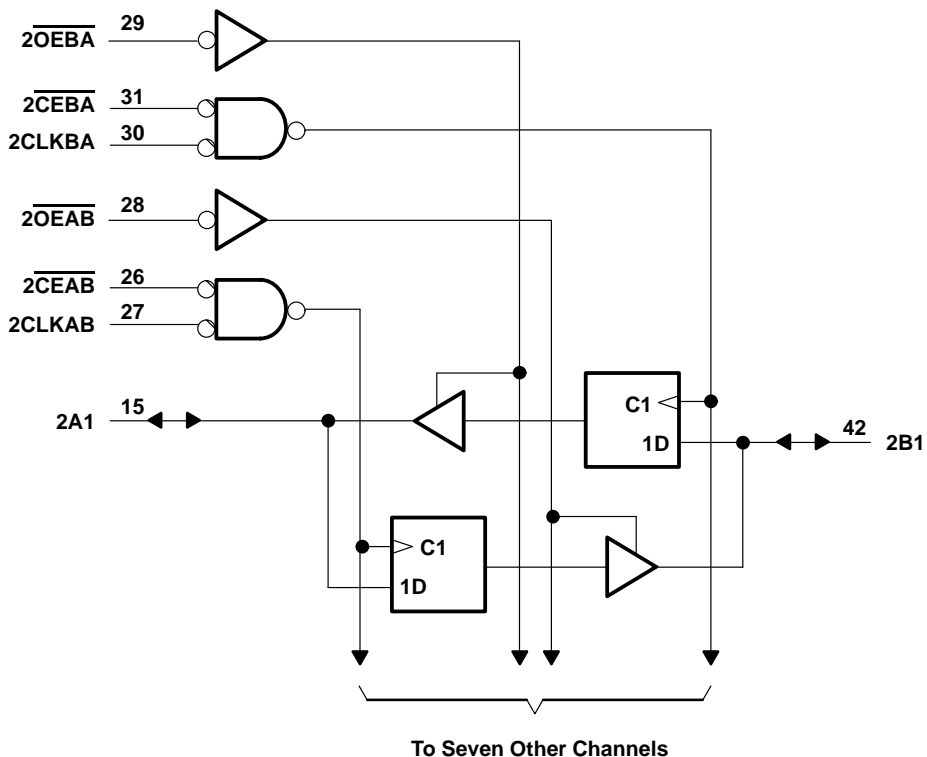 2OEBA 29
2CEBA 31
2CLKBA 30
2OEAB 28
2CEAB 26
2CLKAB 27
C1
2A1 15
1D
42 2B1
C1
1D
To Seven Other Channels